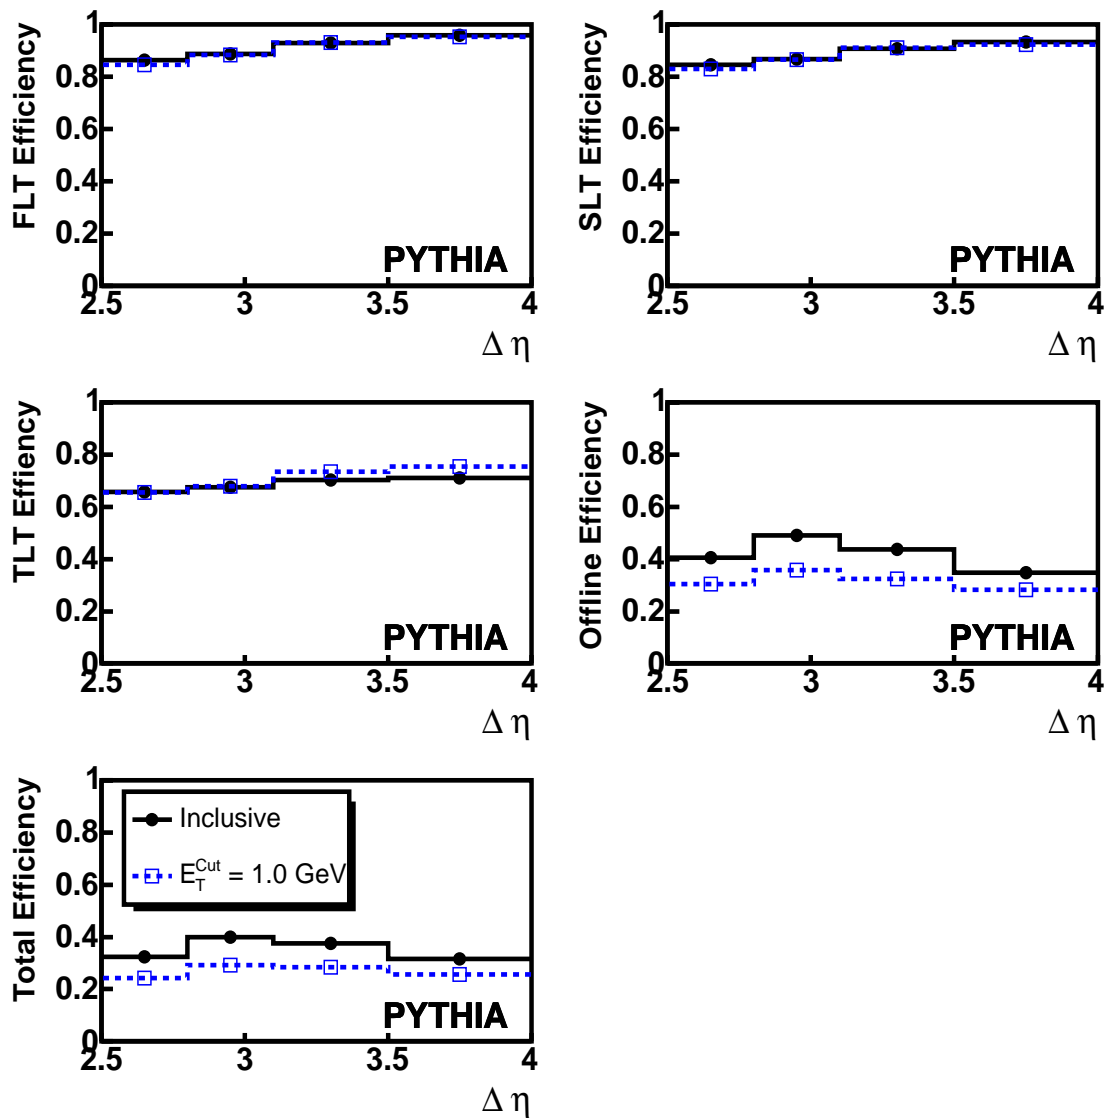 FLT Efficiency
1
0.8
0.6
0.4
0.2
0
2.5 3 3.5 4
PYTHIA
Δ η
SLT Efficiency
1
0.8
0.6
0.4
0.2
0
2.5 3 3.5 4
PYTHIA
Δ η
TLT Effiency
1
0.8
0.6
0.4
0.2
0
2.5 3 3.5 4
PYTHIA
Δ η
Offline Efficiency
1
0.8
0.6
0.4
0.2
0
2.5 3 3.5 4
PYTHIA
Δ η
Total Efficiency
1
0.8
0.6
0.4
0.2
0
2.5 3 3.5 4
Inclusive
E_T^Cut = 1.0 GeV
PYTHIA
Δ η